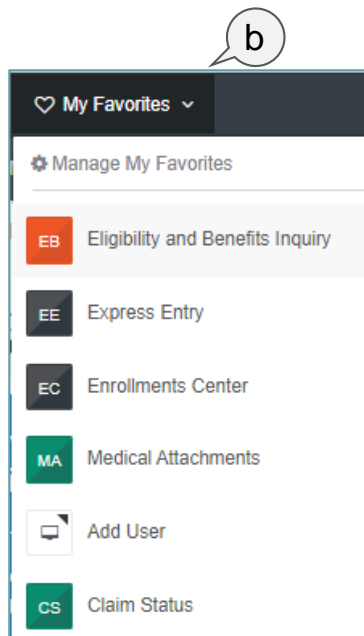 b
My Favorites
Manage My Favorites
EB Eligibility and Benefits Inquiry
EE Express Entry
EC Enrollments Center
MA Medical Attachments
Add User
CS Claim Status